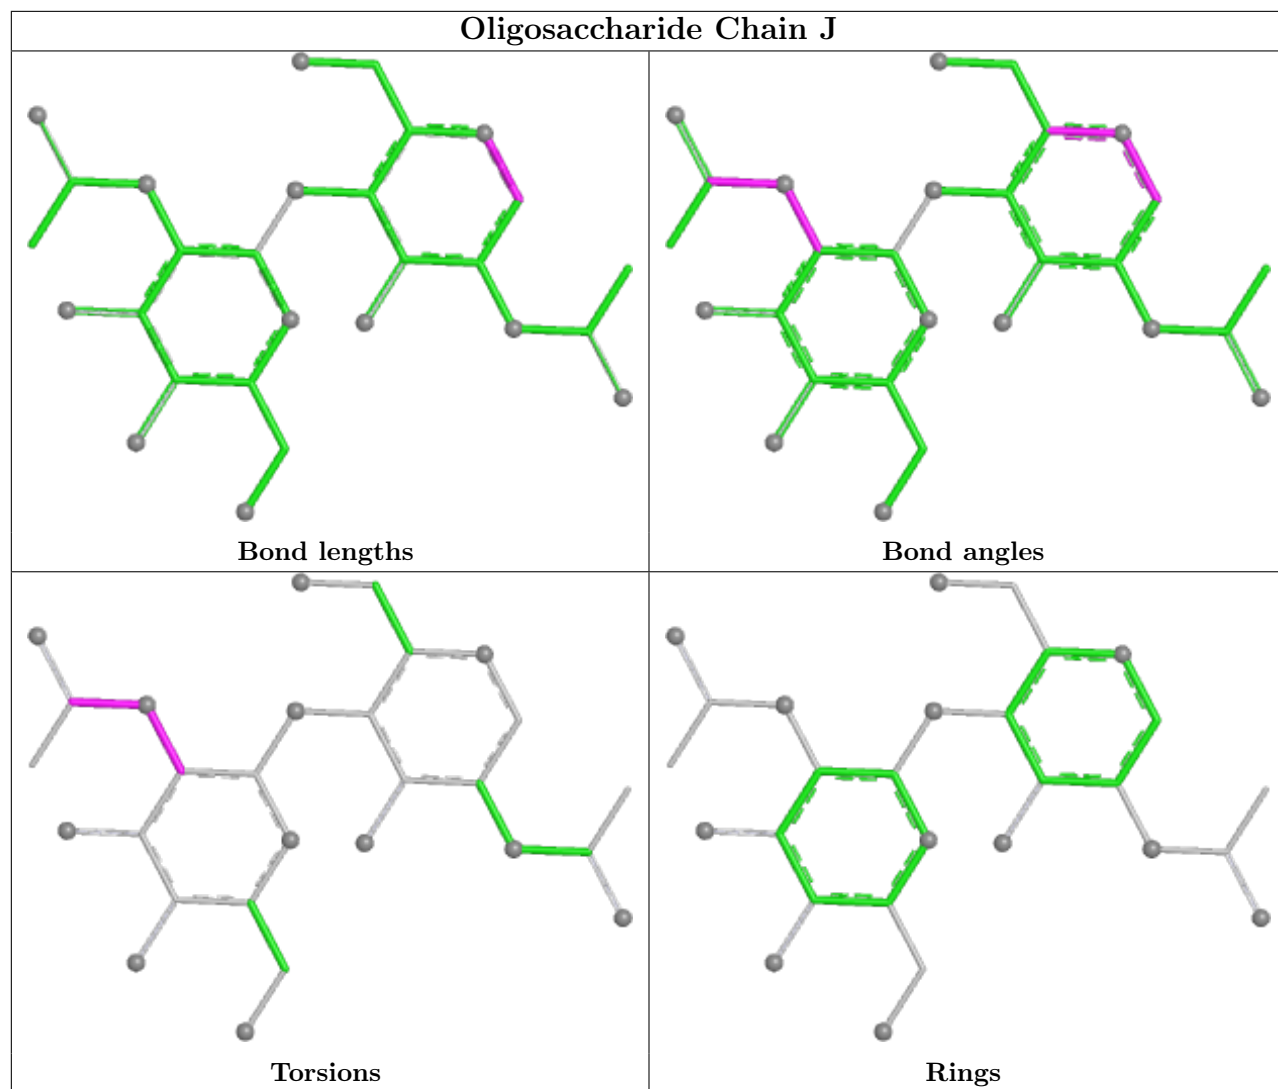 Oligosaccharide Chain J
Bond lengths
Bond angles
Torsions
Rings